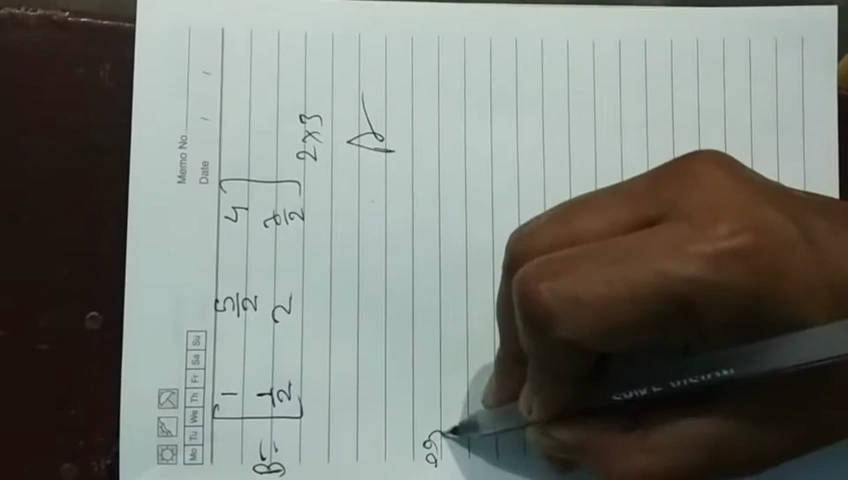 Memo No.
Date / /
Mo Tu We Th Fr Sa Su
B = [ 1 5/2 4
1/2 2 7/2 ] 2×3